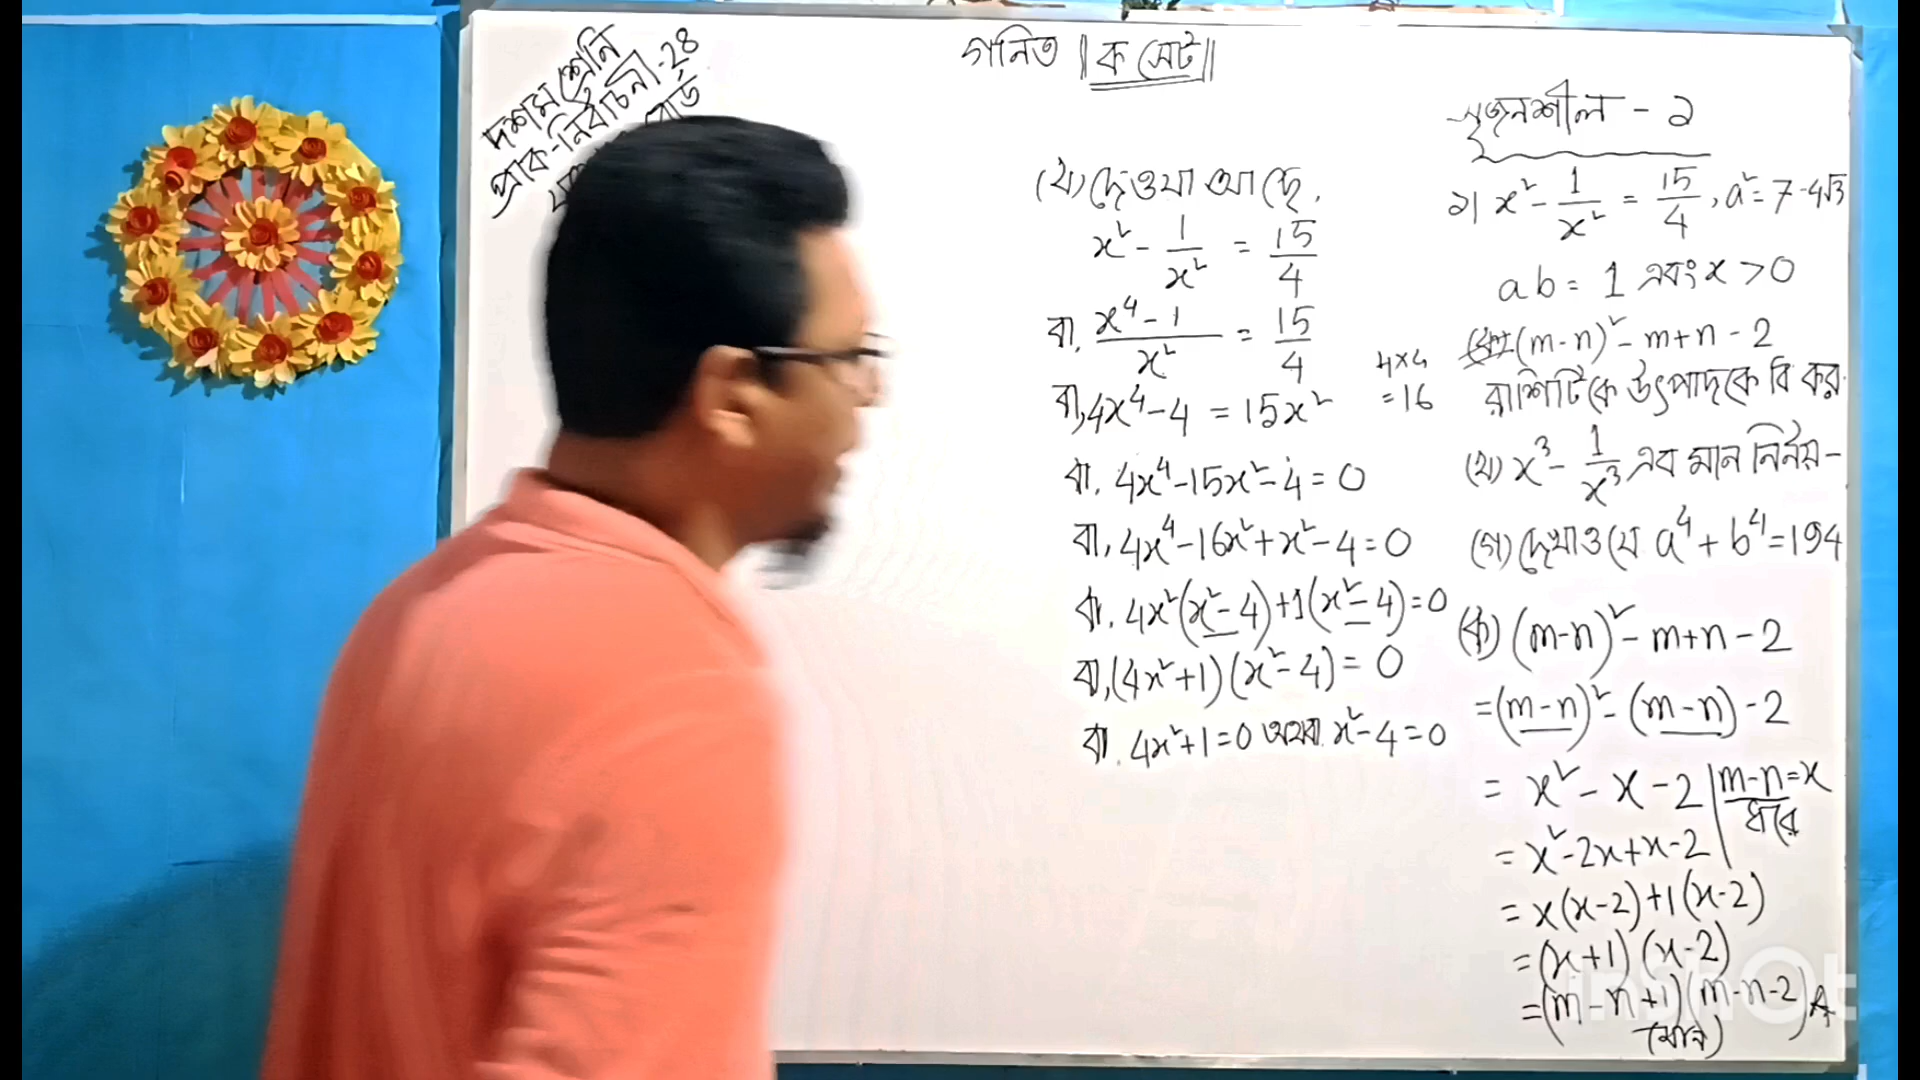 গনিত || ক সেট ||
দশম শ্রেনি
প্রাক-নির্বাচনী-২৪
সৃজনশীল - ১
১| x² - 1/x² = 15/4, a² = 7 - 4√3
ab = 1 এবং x > 0
(m-n)² - m+n - 2
রাশিটিকে উৎপাদকে বি কর
(খ) x³ - 1/x³ এর মান নির্নয় -
(গ) দেখাও যে a⁴ + b⁴ = 194
(ক) (m-n)² - m+n - 2
= (m-n)² - (m-n) - 2
= x² - x - 2 | m-n = x ধরে
= x² - 2x + x - 2
= x(x-2) + 1(x-2)
= (x+1) (x-2)
= (m-n+1) (m-n-2) A
(মান)
(খ) দেওয়া আছে,
x² - 1/x² = 15/4
বা, (x⁴ - 1)/x² = 15/4
বা, 4x⁴ - 4 = 15x²
4×4
= 16
বা, 4x⁴ - 15x² - 4 = 0
বা, 4x⁴ - 16x² + x² - 4 = 0
বা, 4x²(x² - 4) + 1(x² - 4) = 0
বা, (4x² + 1) (x² - 4) = 0
বা, 4x² + 1 = 0 অথবা x² - 4 = 0
InShOt